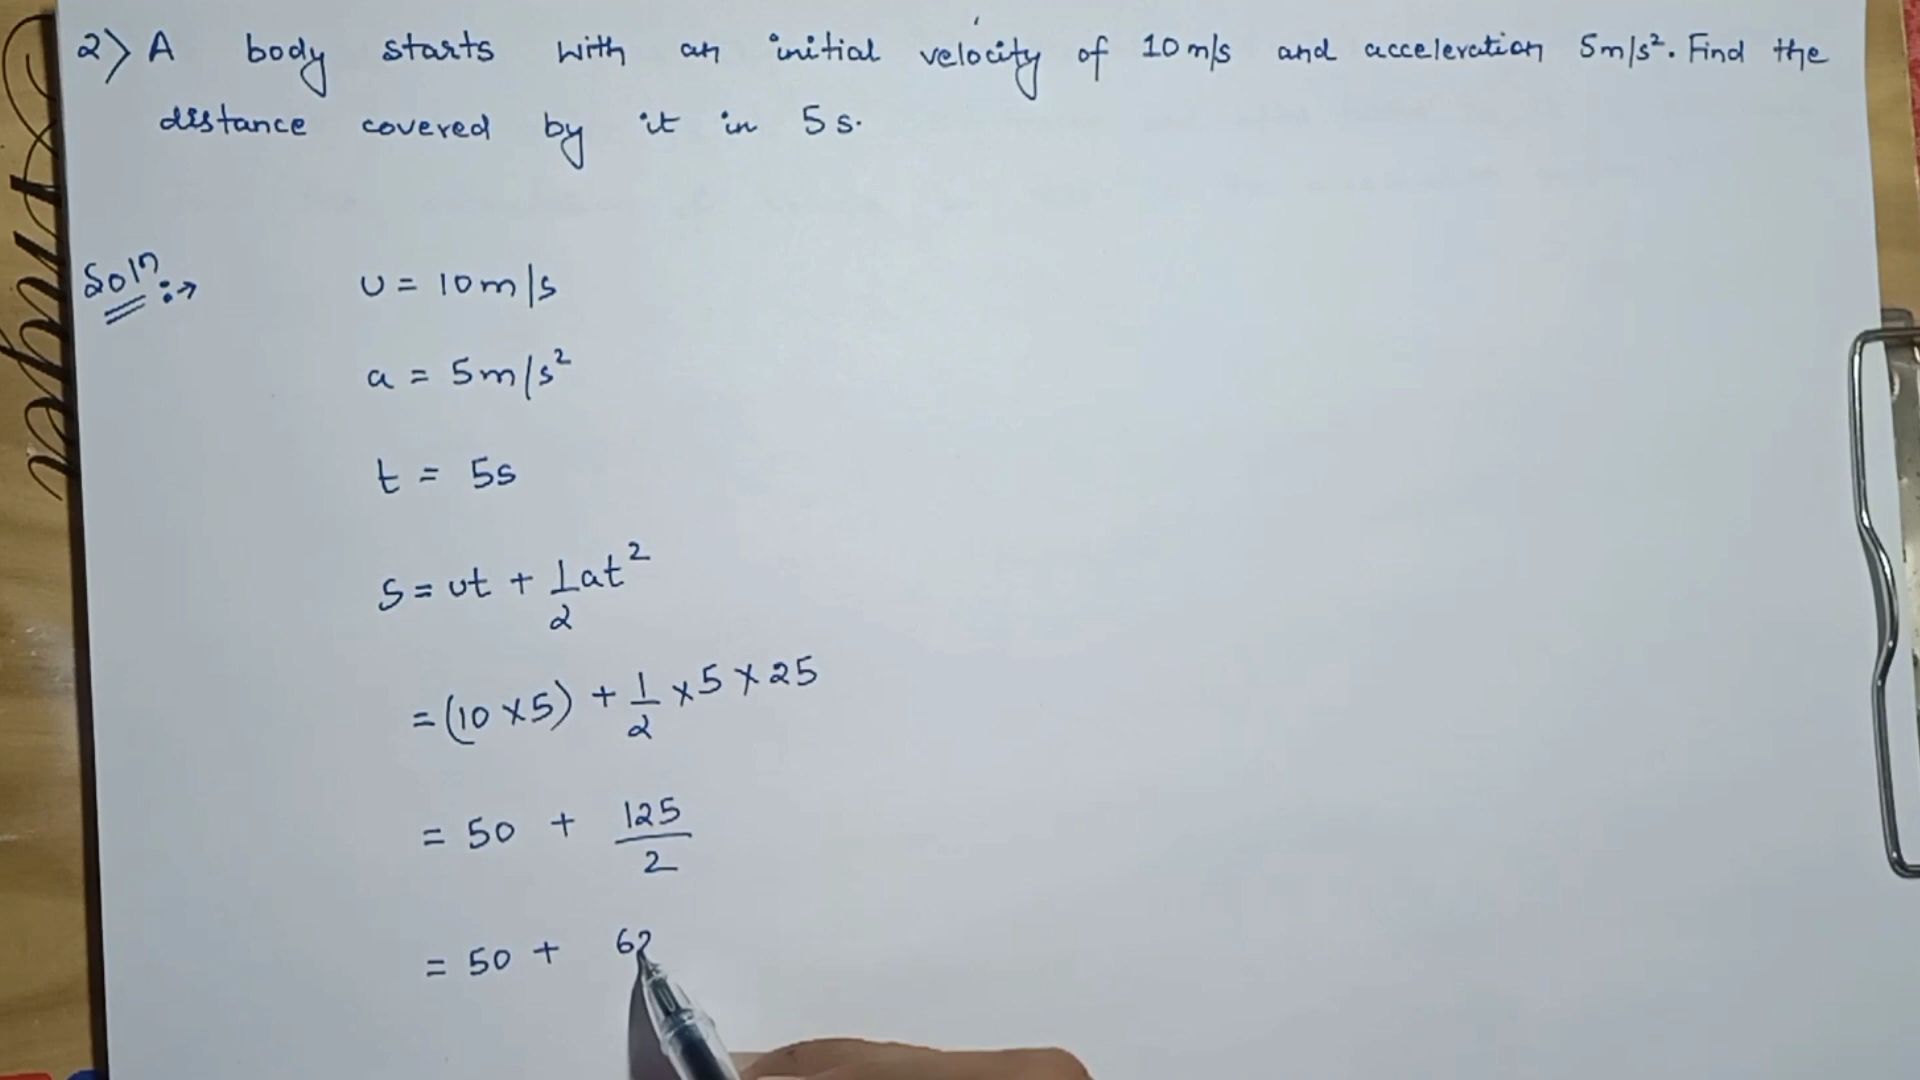 2) A body starts with an initial velocity of 10 m/s and acceleration 5m/s². Find the
distance covered by it in 5 s.
Solⁿ :→
u = 10 m/s
a = 5 m/s²
t = 5s
S = ut + 1/2 at²
= (10 × 5) + 1/2 × 5 × 25
= 50 + 125/2
= 50 + 62